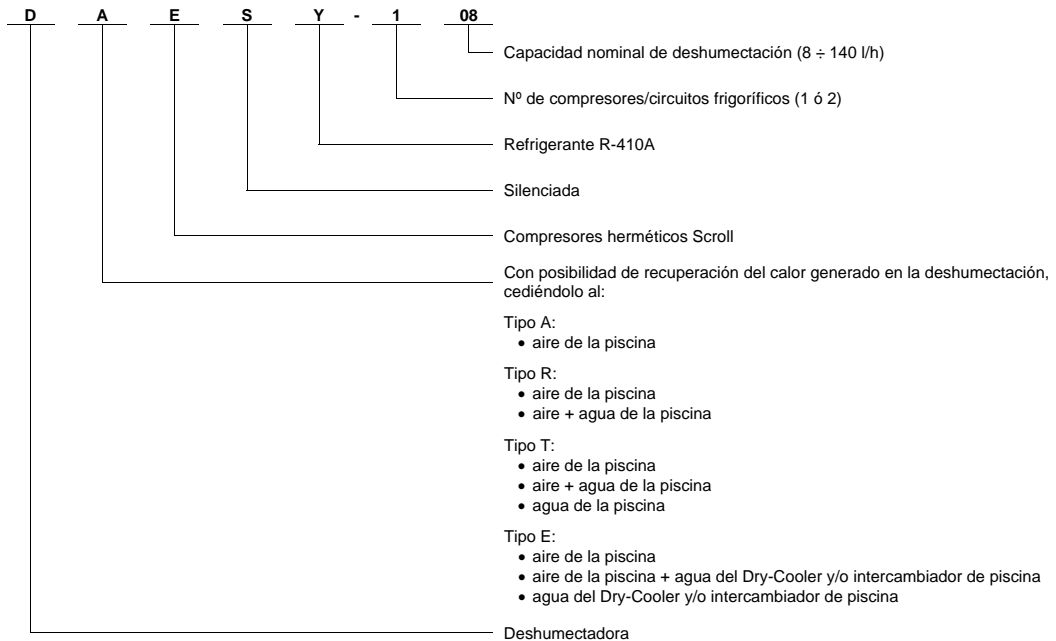 D A E S Y - 1 08
Capacidad nominal de deshumectación (8 ÷ 140 l/h)
Nº de compresores/circuitos frigoríficos (1 ó 2)
Refrigerante R-410A
Silenciada
Compresores herméticos Scroll
Con posibilidad de recuperación del calor generado en la deshumectación,
cediéndolo al:
Tipo A:
• aire de la piscina
Tipo R:
• aire de la piscina
• aire + agua de la piscina
Tipo T:
• aire de la piscina
• aire + agua de la piscina
• agua de la piscina
Tipo E:
• aire de la piscina
• aire de la piscina + agua del Dry-Cooler y/o intercambiador de piscina
• agua del Dry-Cooler y/o intercambiador de piscina
Deshumectadora